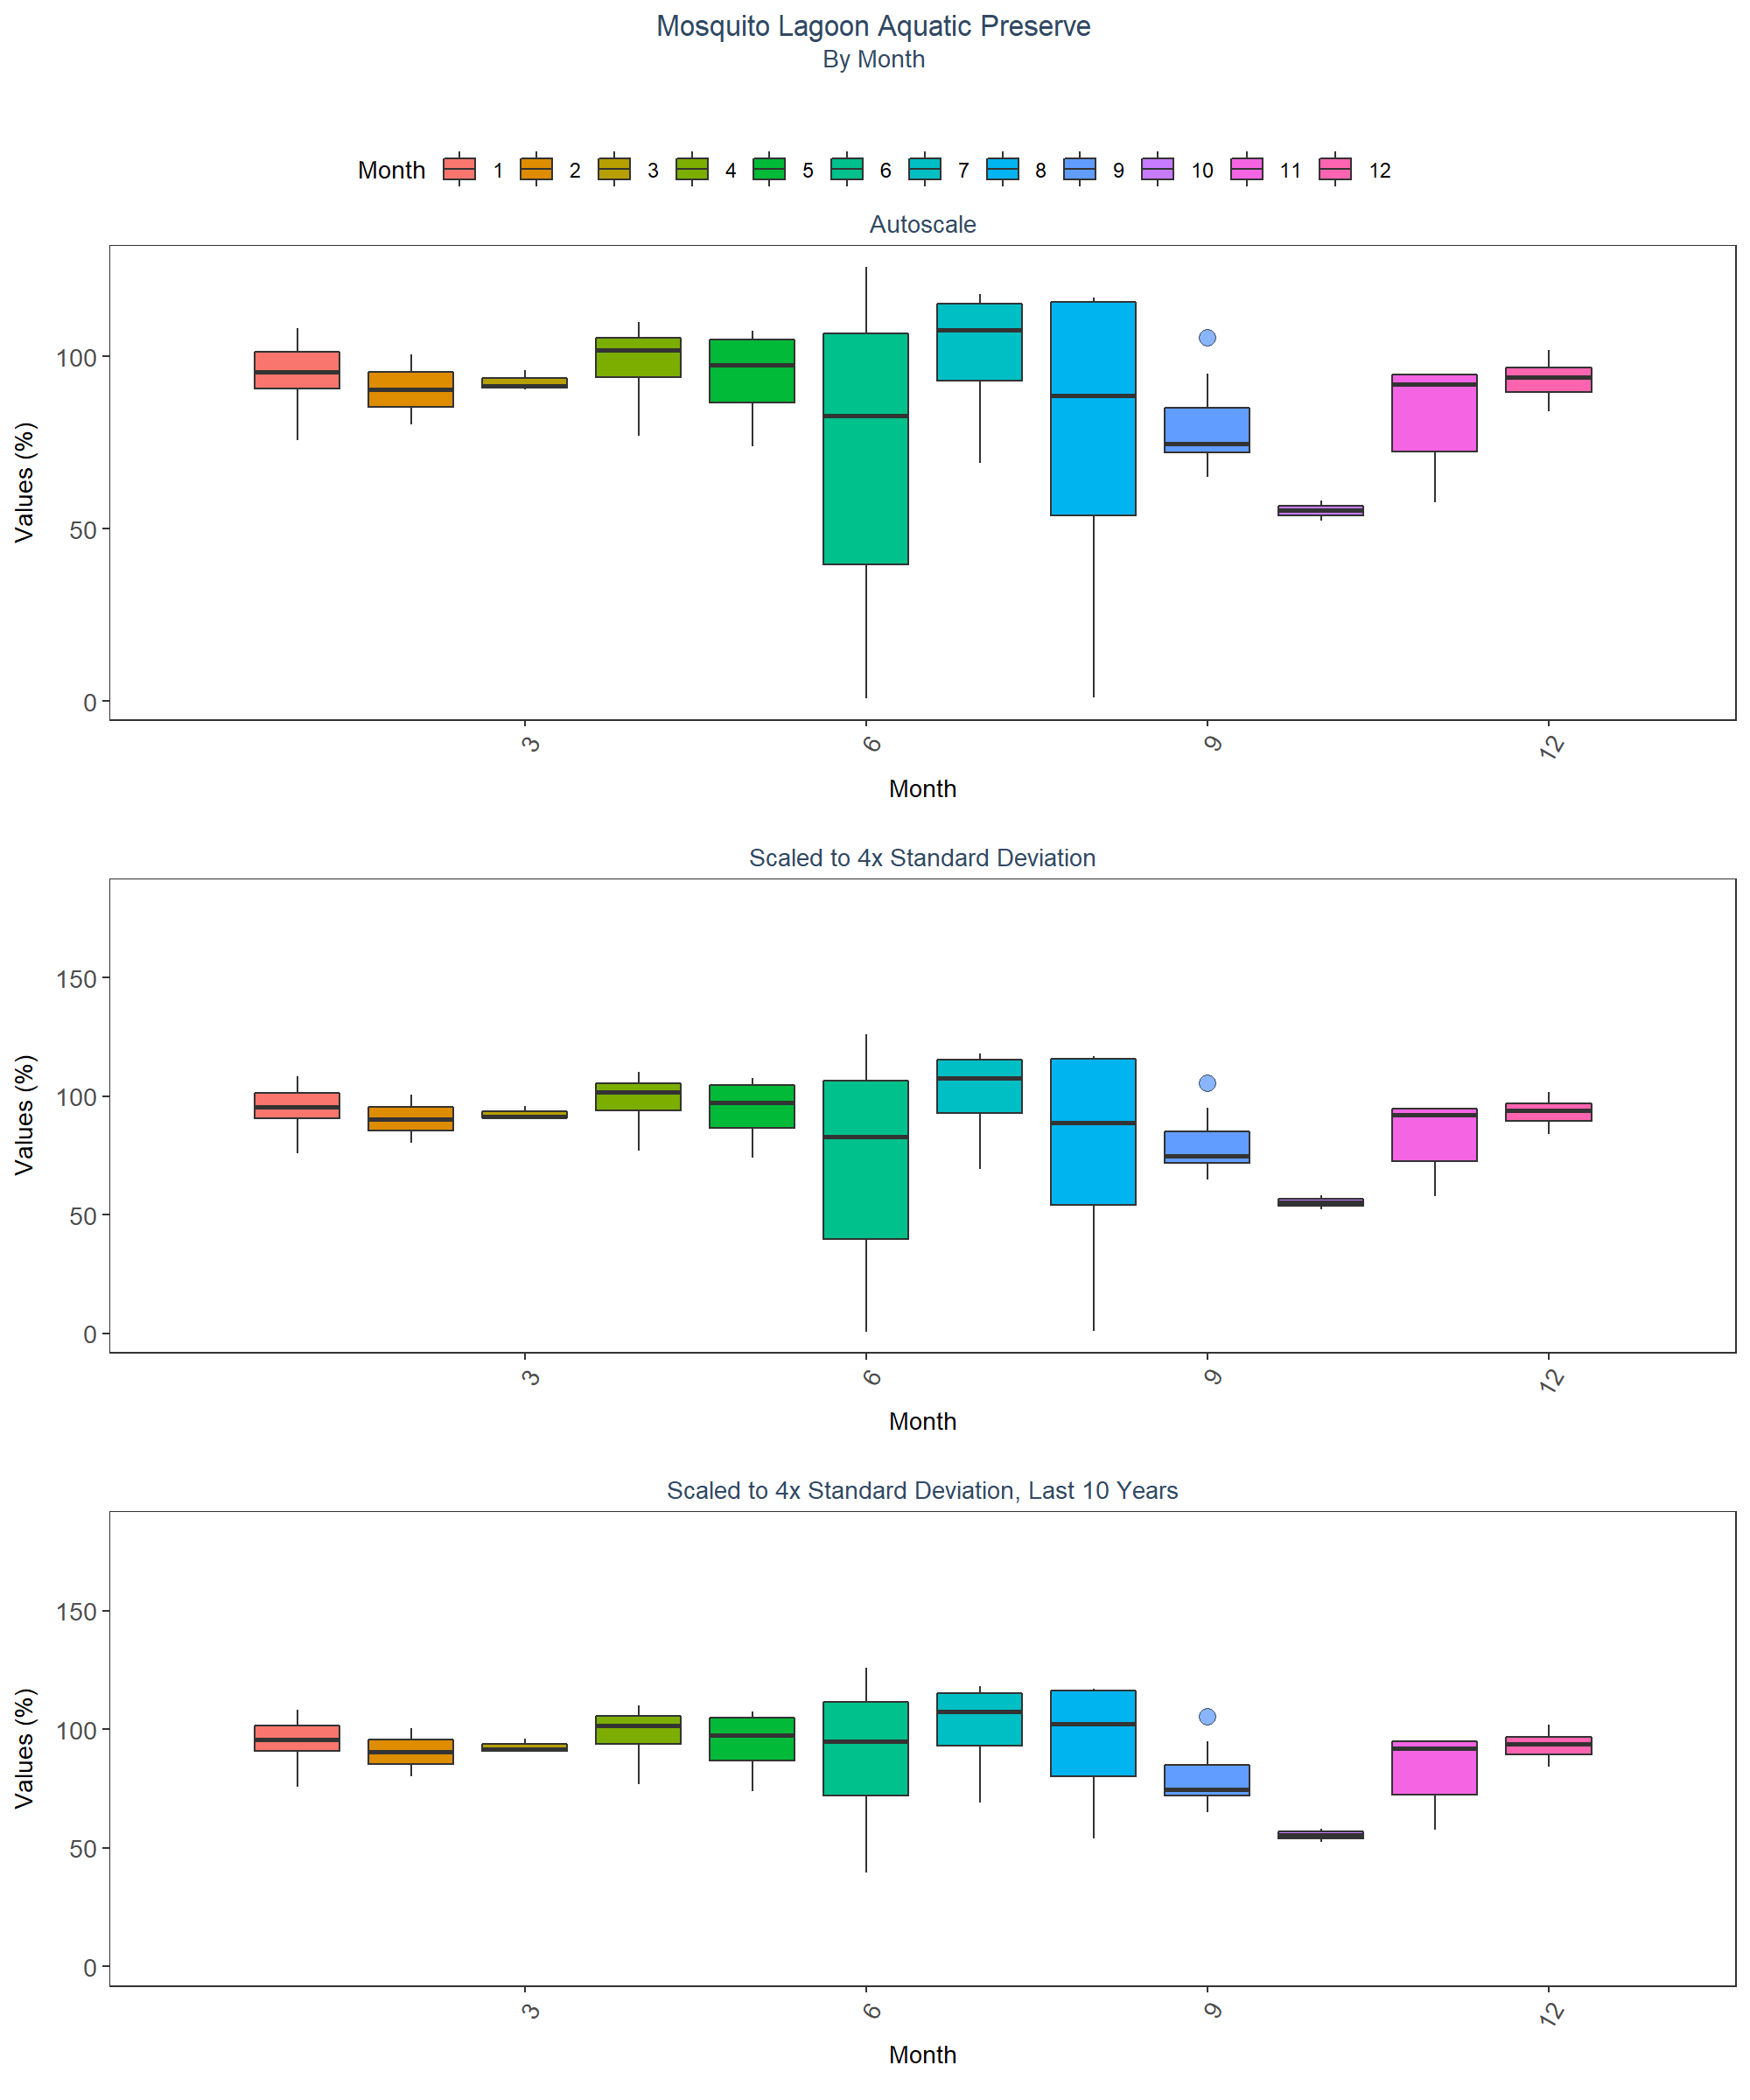 Mosquito Lagoon Aquatic Preserve
By Month
Month 1 2 3 4 5 6 7 8 9 10 11 12
Autoscale
Values (%)
100
50
0
3 6 9 12
Month
Scaled to 4x Standard Deviation
Values (%)
150
100
50
0
3 6 9 12
Month
Scaled to 4x Standard Deviation, Last 10 Years
Values (%)
150
100
50
0
3 6 9 12
Month